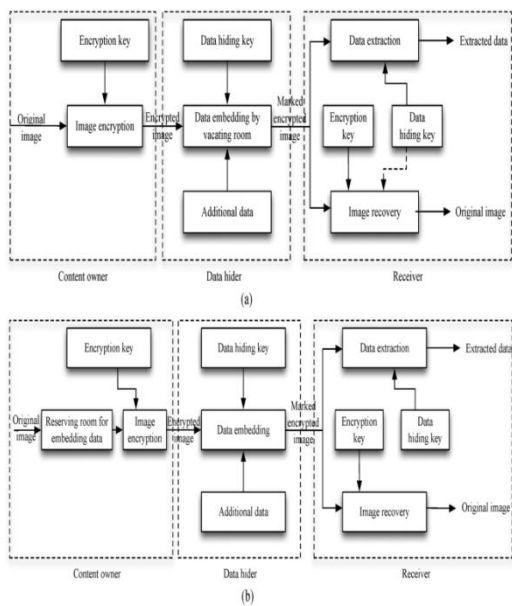 Encryption key
Data hiding key
Data extraction
Extracted data
Original
image
Image encryption
Encrypted
image
Data embedding by
vacating room
Marked
encrypted
image
Encryption
key
Data
hiding key
Additional data
Image recovery
Original image
Content owner
Data hider
Receiver
(a)
Encryption key
Data hiding key
Data extraction
Extracted data
Original
image
Reserving room for
embedding data
Image
encryption
Encrypted
image
Data embedding
Marked
encrypted
image
Encryption
key
Data
hiding key
Additional data
Image recovery
Original image
Content owner
Data hider
Receiver
(b)